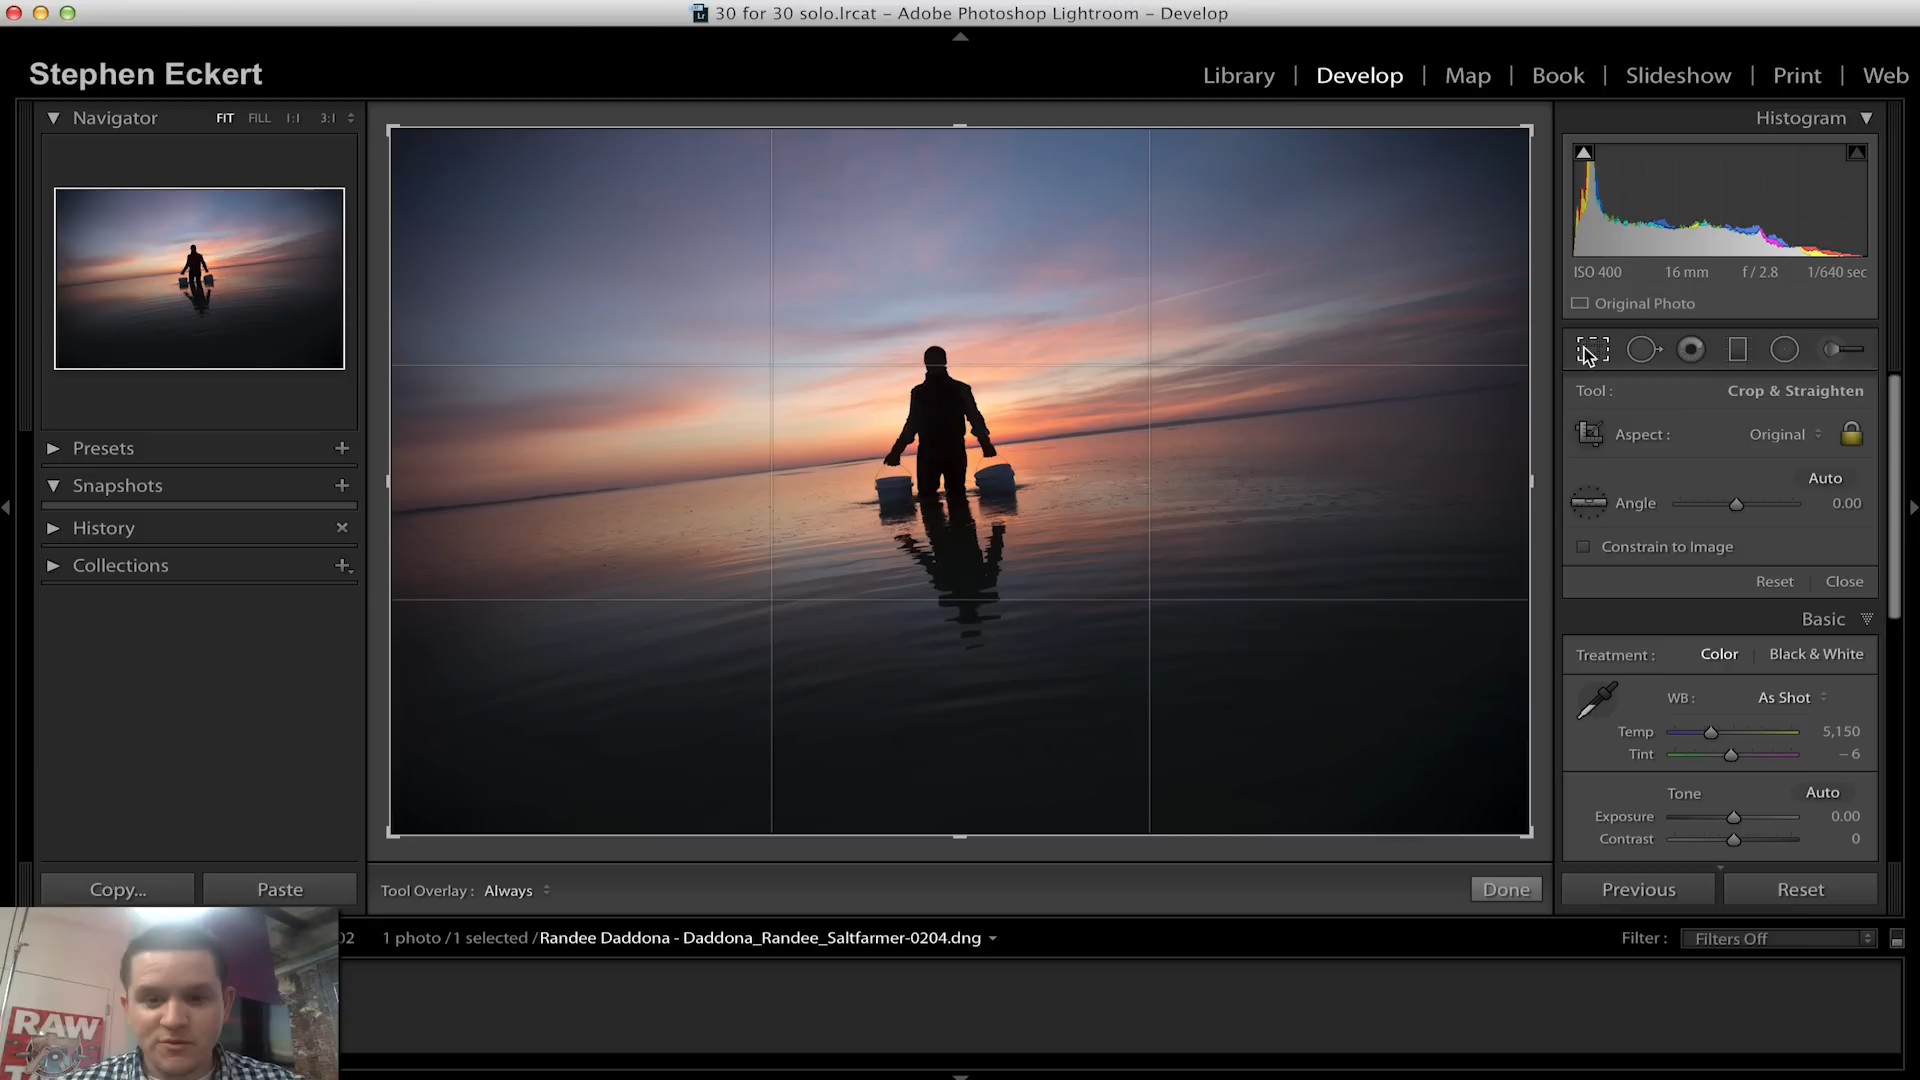 30 for 30 solo.lrcat – Adobe Photoshop Lightroom – Develop
Stephen Eckert
Library | Develop | Map | Book | Slideshow | Print | Web
Navigator FIT FILL 1:1 3:1
Histogram
ISO 400 16 mm f / 2.8 1/640 sec
Original Photo
Tool : Crop & Straighten
Aspect : Original
Auto
Angle 0.00
Constrain to Image
Reset Close
Presets
Snapshots
History
Collections
Basic
Treatment : Color Black & White
WB : As Shot
Temp 5,150
Tint – 6
Tone Auto
Exposure 0.00
Contrast 0
Copy... Paste
Tool Overlay : Always
Done
Previous Reset
02 1 photo /1 selected /Randee Daddona - Daddona_Randee_Saltfarmer-0204.dng
Filter : Filters Off
RAW